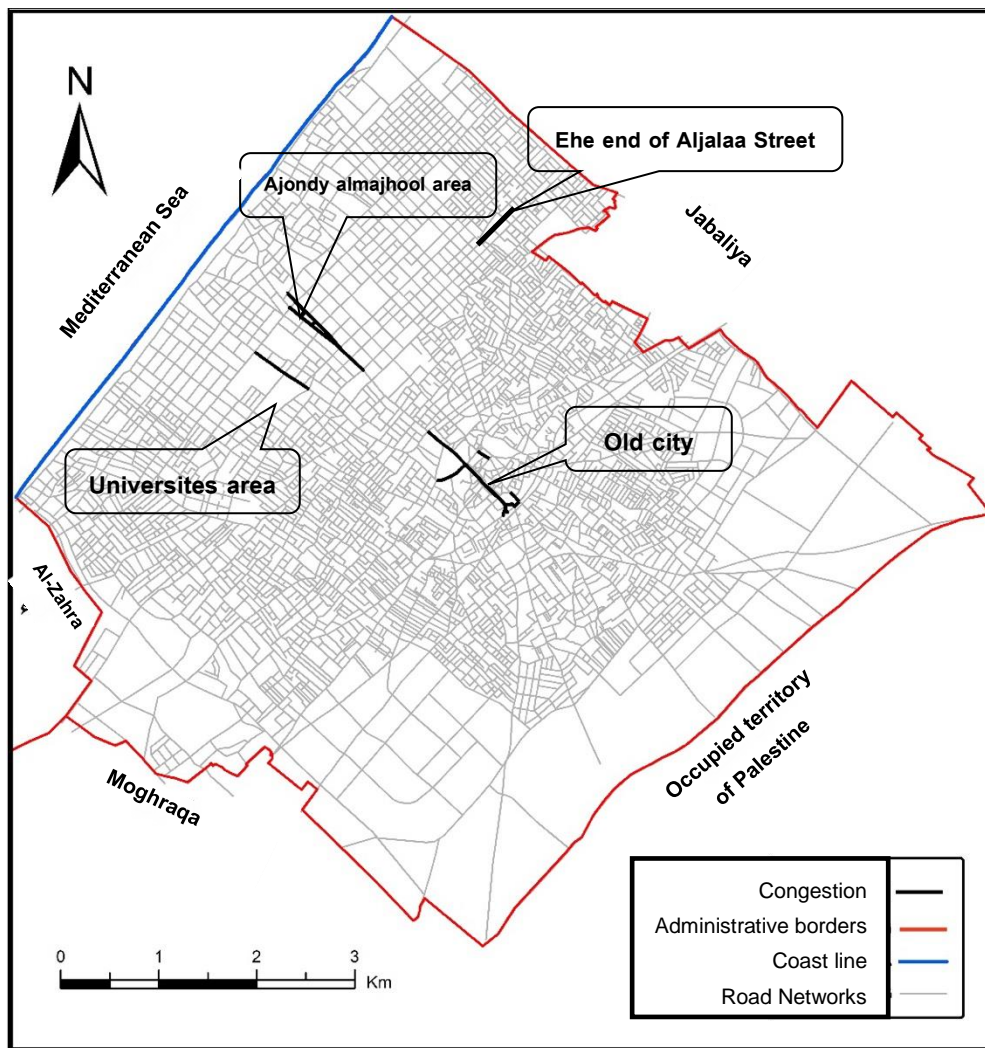 N
Ehe end of Aljalaa Street
Ajondy almajhool area
Mediterranean Sea
Jabaliya
Old city
Universites area
Al-Zahra
Occupied territory
of Palestine
Moghraqa
Congestion
Administrative borders
Coast line
Road Networks
0 1 2 3
Km